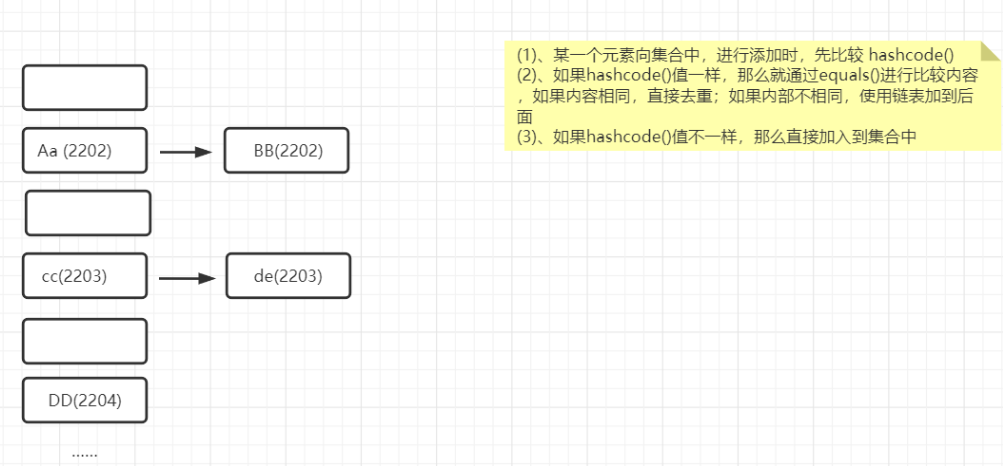 (1)、某一个元素向集合中，进行添加时，先比较 hashcode()
(2)、如果hashcode()值一样，那么就通过equals()进行比较内容
，如果内容相同，直接去重；如果内部不相同，使用链表加到后
面
(3)、如果hashcode()值不一样，那么直接加入到集合中
Aa (2202)
BB(2202)
cc(2203)
de(2203)
DD(2204)
......